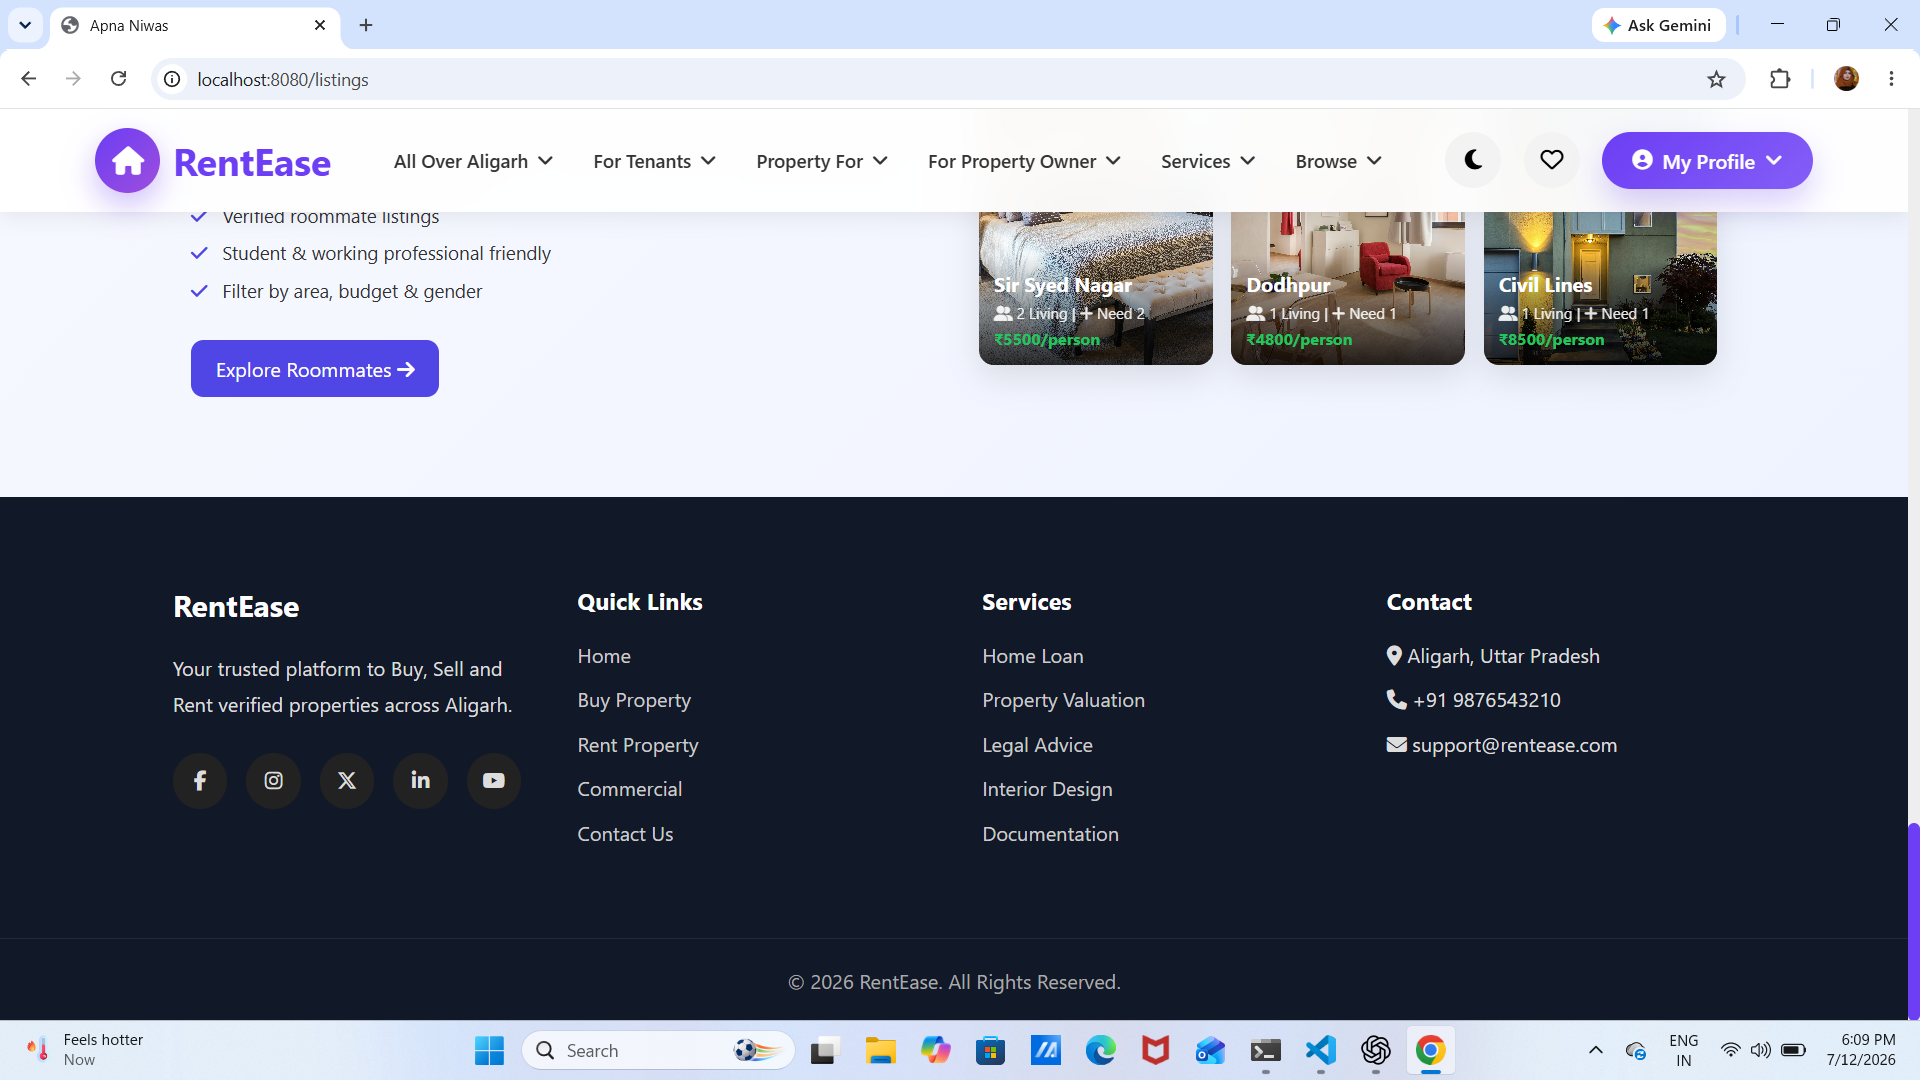 Apna Niwas
Ask Gemini
localhost:8080/listings
RentEase
All Over Aligarh
For Tenants
Property For
For Property Owner
Services
Browse
My Profile
Verified roommate listings
Student & working professional friendly
Filter by area, budget & gender
Explore Roommates
Sir Syed Nagar
2 Living | + Need 2
₹5500/person
Dodhpur
1 Living | + Need 1
₹4800/person
Civil Lines
1 Living | + Need 1
₹8500/person
RentEase
Your trusted platform to Buy, Sell and
Rent verified properties across Aligarh.
Quick Links
Home
Buy Property
Rent Property
Commercial
Contact Us
Services
Home Loan
Property Valuation
Legal Advice
Interior Design
Documentation
Contact
Aligarh, Uttar Pradesh
+91 9876543210
support@rentease.com
© 2026 RentEase. All Rights Reserved.
Feels hotter
Now
Search
ENG
IN
6:09 PM
7/12/2026